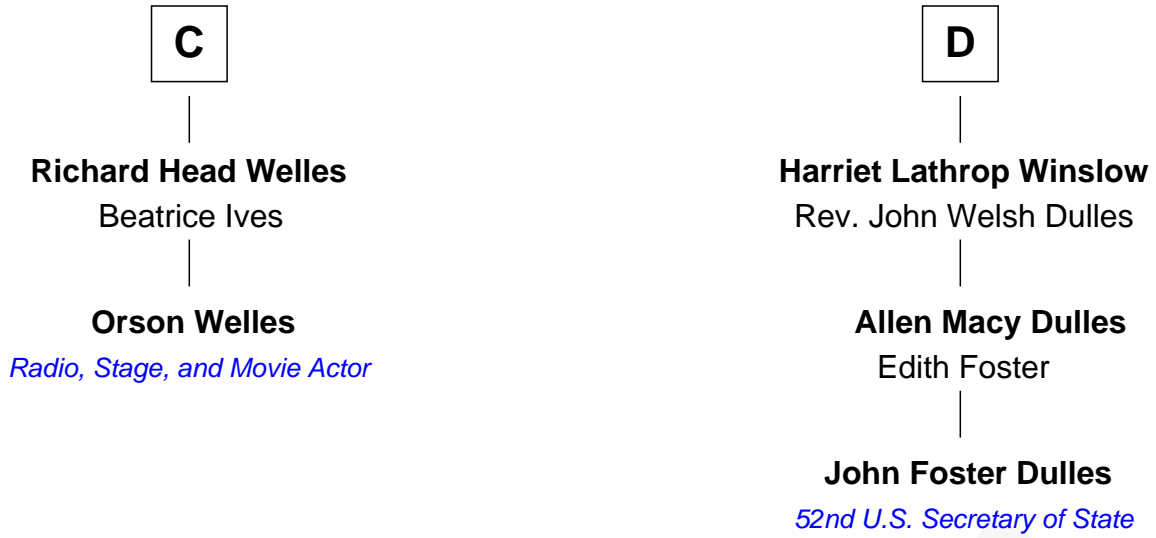 C
Richard Head Welles
Beatrice Ives
Orson Welles
Radio, Stage, and Movie Actor
D
Harriet Lathrop Winslow
Rev. John Welsh Dulles
Allen Macy Dulles
Edith Foster
John Foster Dulles
52nd U.S. Secretary of State